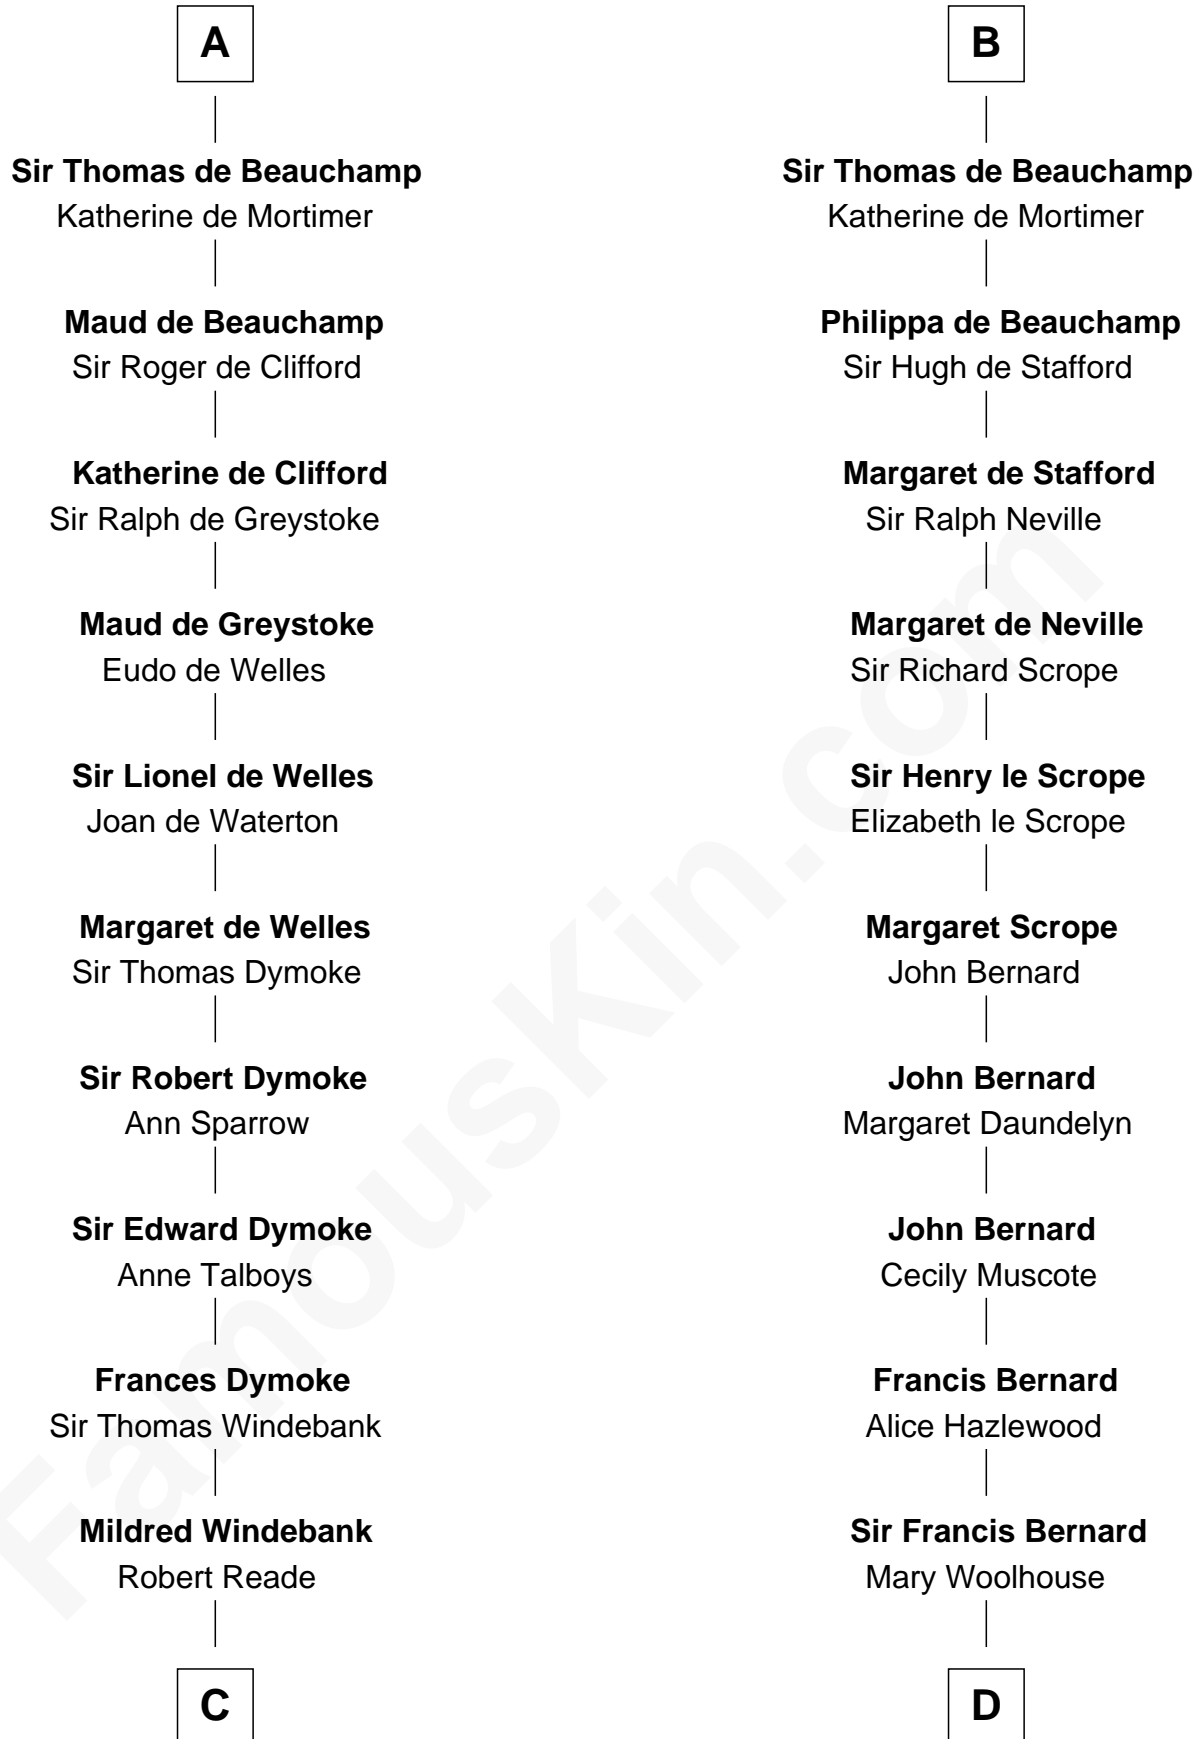 A
Sir Thomas de Beauchamp
Katherine de Mortimer
Maud de Beauchamp
Sir Roger de Clifford
Katherine de Clifford
Sir Ralph de Greystoke
Maud de Greystoke
Eudo de Welles
Sir Lionel de Welles
Joan de Waterton
Margaret de Welles
Sir Thomas Dymoke
Sir Robert Dymoke
Ann Sparrow
Sir Edward Dymoke
Anne Talboys
Frances Dymoke
Sir Thomas Windebank
Mildred Windebank
Robert Reade
C
B
Sir Thomas de Beauchamp
Katherine de Mortimer
Philippa de Beauchamp
Sir Hugh de Stafford
Margaret de Stafford
Sir Ralph Neville
Margaret de Neville
Sir Richard Scrope
Sir Henry le Scrope
Elizabeth le Scrope
Margaret Scrope
John Bernard
John Bernard
Margaret Daundelyn
John Bernard
Cecily Muscote
Francis Bernard
Alice Hazlewood
Sir Francis Bernard
Mary Woolhouse
D
FamousKin.com